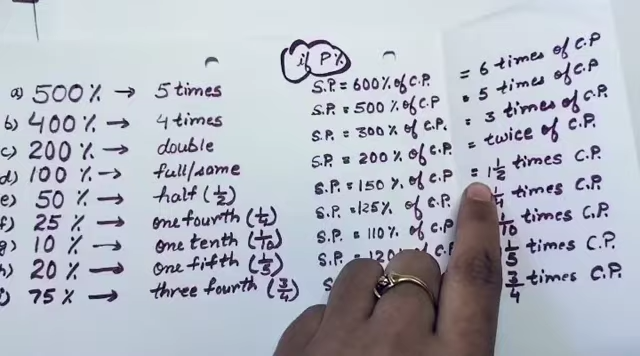 if P%
a) 500% → 5 times S.P. = 600% of C.P. = 6 times of C.P
b) 400% → 4 times S.P. = 500% of C.P = 5 times of C.P
c) 200% → double S.P. = 300% of C.P. = 3 times of C.P.
d) 100% → full/same S.P. = 200% of C.P. = twice of C.P.
e) 50% → half (1/2) S.P. = 150% of C.P = 1 1/2 times C.P.
f) 25% → one fourth (1/4) S.P. = 125% of C.P. 1/4 times C.P.
g) 10% → one tenth (1/10) S.P. = 110% of C.P. 1/10 times C.P.
h) 20% → one fifth (1/5) S.P. = 120% of C.P 1/5 times C.P.
75% → three fourth (3/4) 3/4 times C.P.